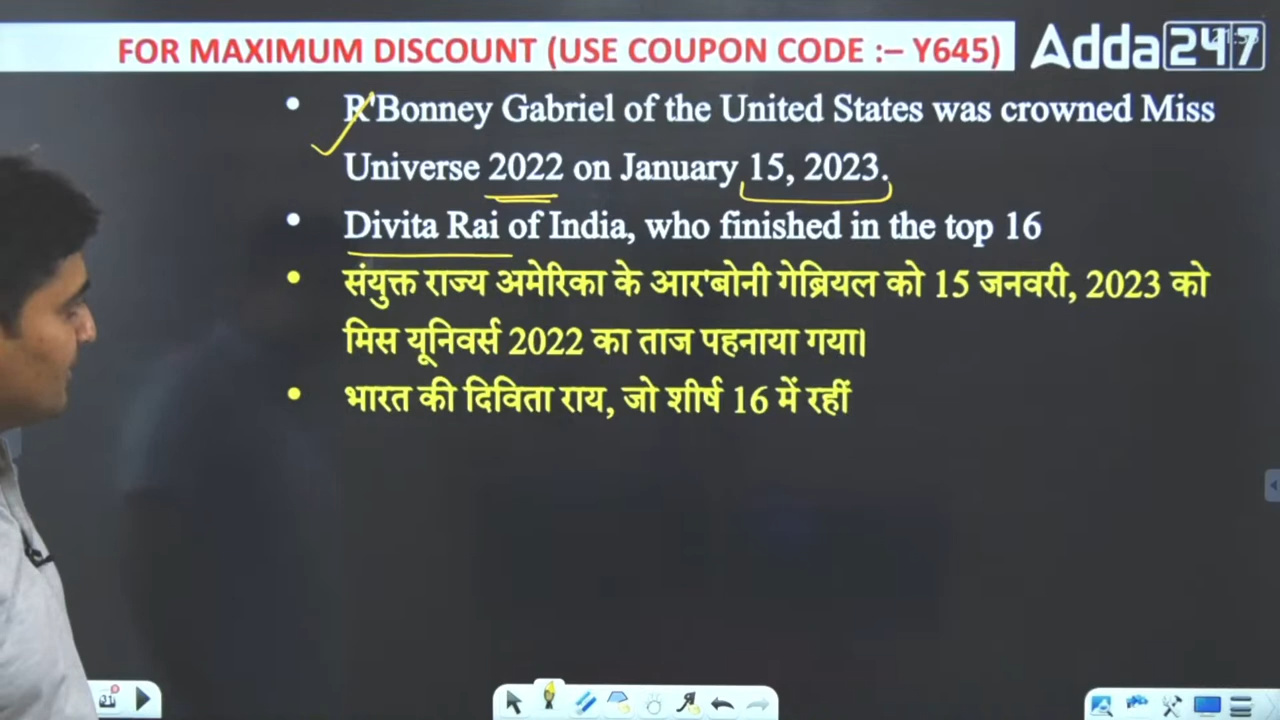 FOR MAXIMUM DISCOUNT (USE COUPON CODE :– Y645)
Adda247
• R'Bonney Gabriel of the United States was crowned Miss
Universe 2022 on January 15, 2023.
• Divita Rai of India, who finished in the top 16
• संयुक्त राज्य अमेरिका के आर'बोनी गेब्रियल को 15 जनवरी, 2023 को
मिस यूनिवर्स 2022 का ताज पहनाया गया।
• भारत की दिविता राय, जो शीर्ष 16 में रहीं